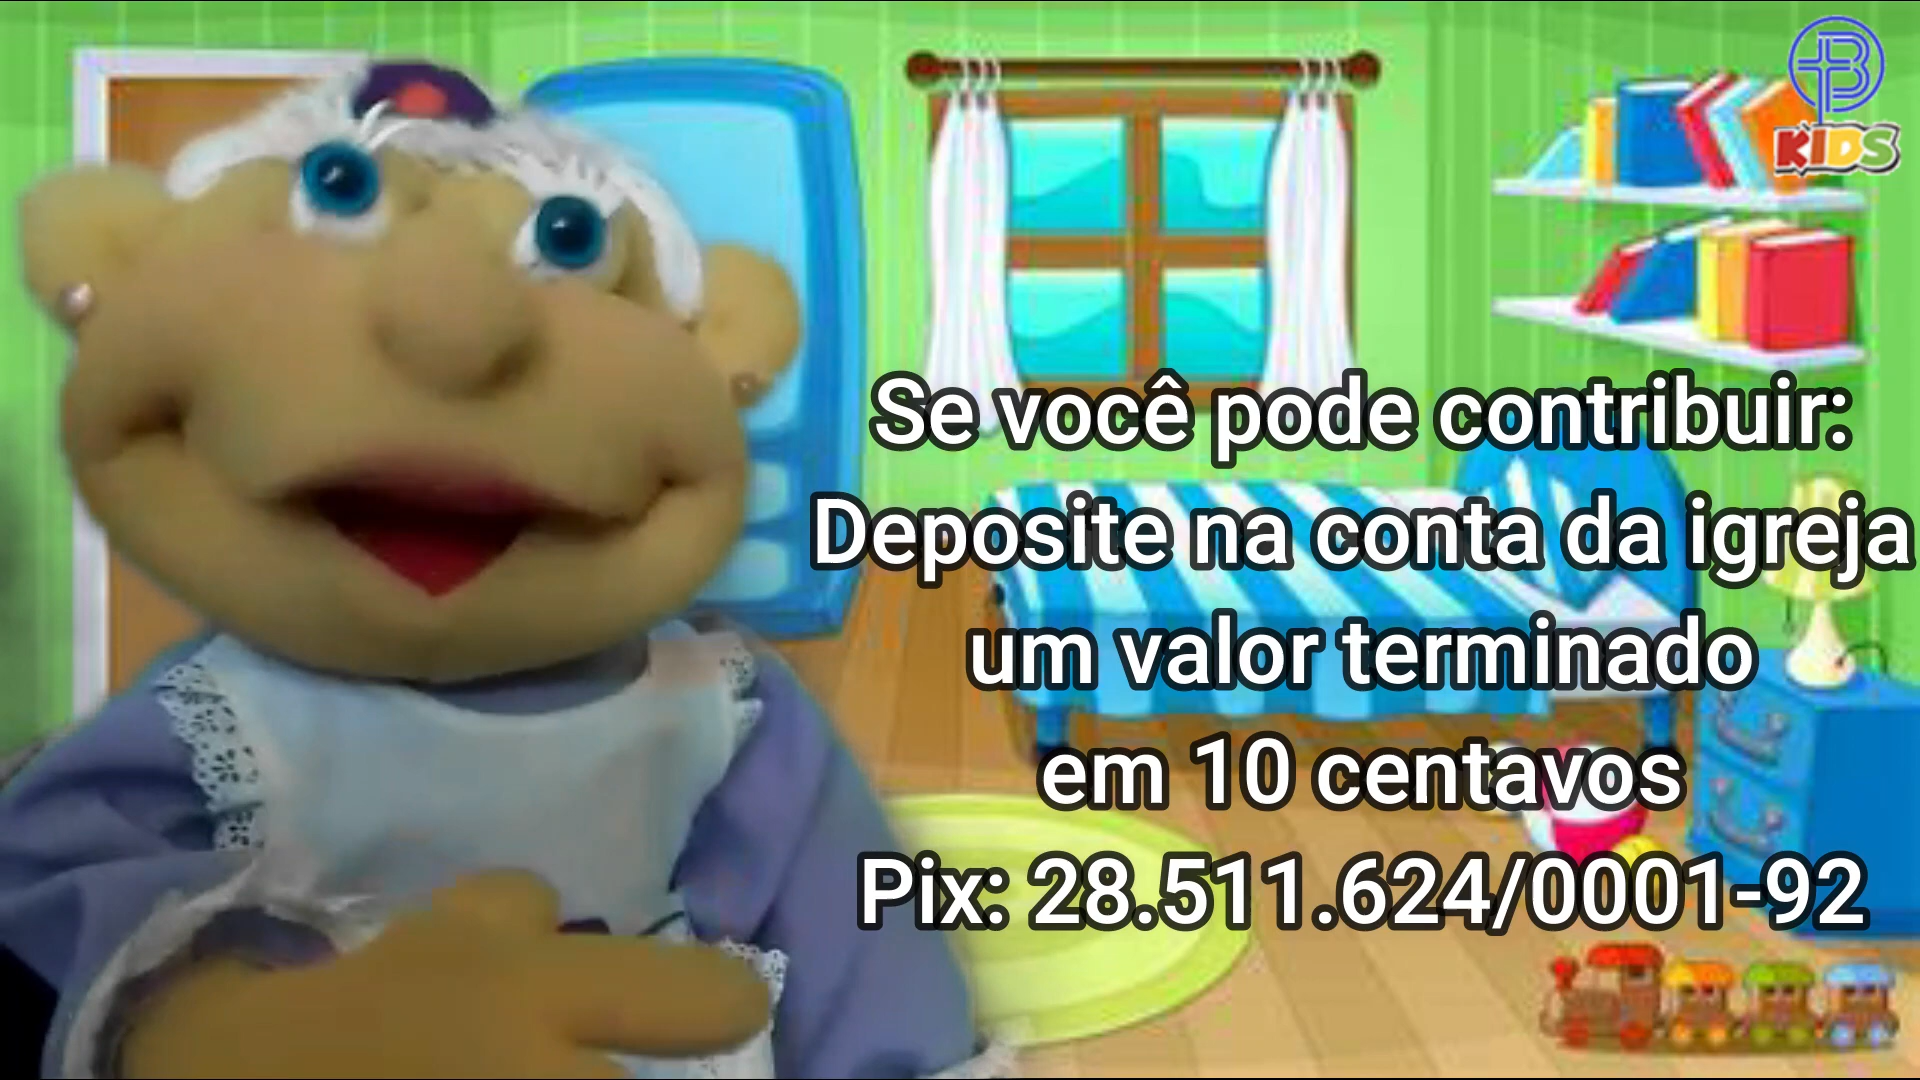 B
KIDS
Se você pode contribuir:
Deposite na conta da igreja
um valor terminado
em 10 centavos
Pix: 28.511.624/0001-92